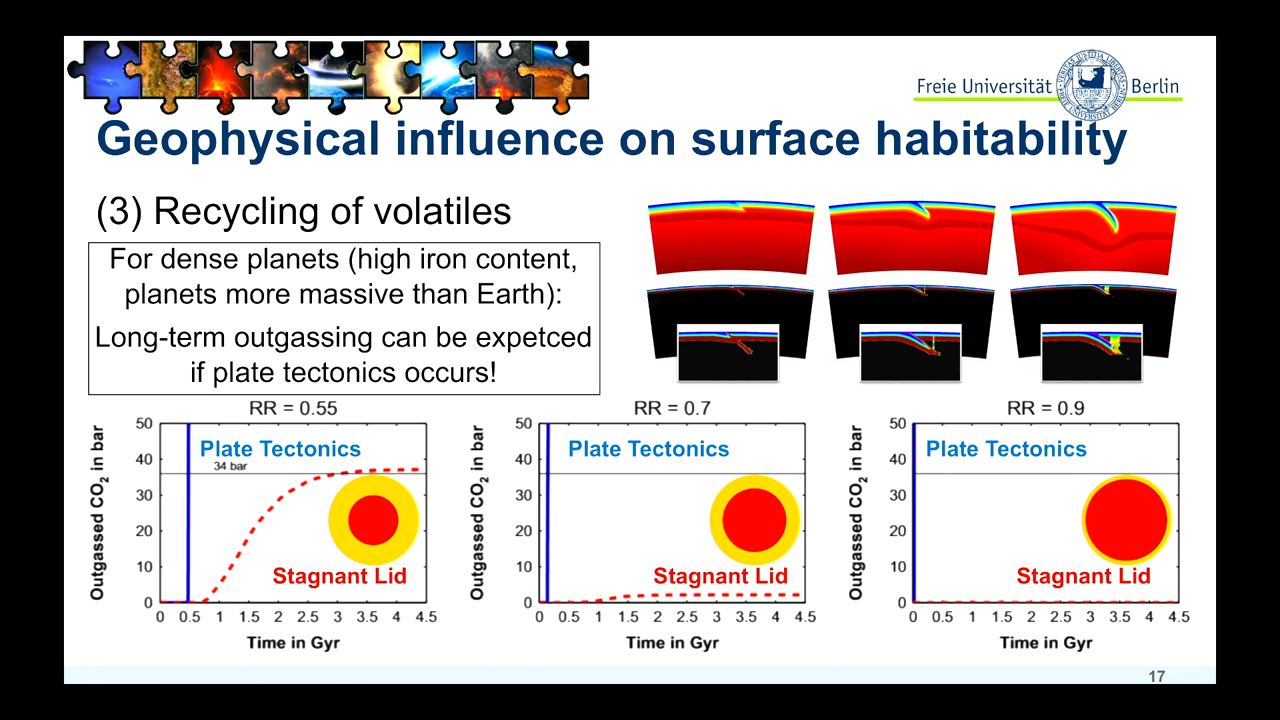 Freie Universität Berlin
Geophysical influence on surface habitability
(3) Recycling of volatiles
For dense planets (high iron content,
planets more massive than Earth):
Long-term outgassing can be expetced
if plate tectonics occurs!
RR = 0.55
Outgassed CO2 in bar
50
40
30
20
10
0
Plate Tectonics
34 bar
Stagnant Lid
0 0.5 1 1.5 2 2.5 3 3.5 4 4.5
Time in Gyr
RR = 0.7
Outgassed CO2 in bar
50
40
30
20
10
0
Plate Tectonics
Stagnant Lid
0 0.5 1 1.5 2 2.5 3 3.5 4 4.5
Time in Gyr
RR = 0.9
Outgassed CO2 in bar
50
40
30
20
10
0
Plate Tectonics
Stagnant Lid
0 0.5 1 1.5 2 2.5 3 3.5 4 4.5
Time in Gyr
17